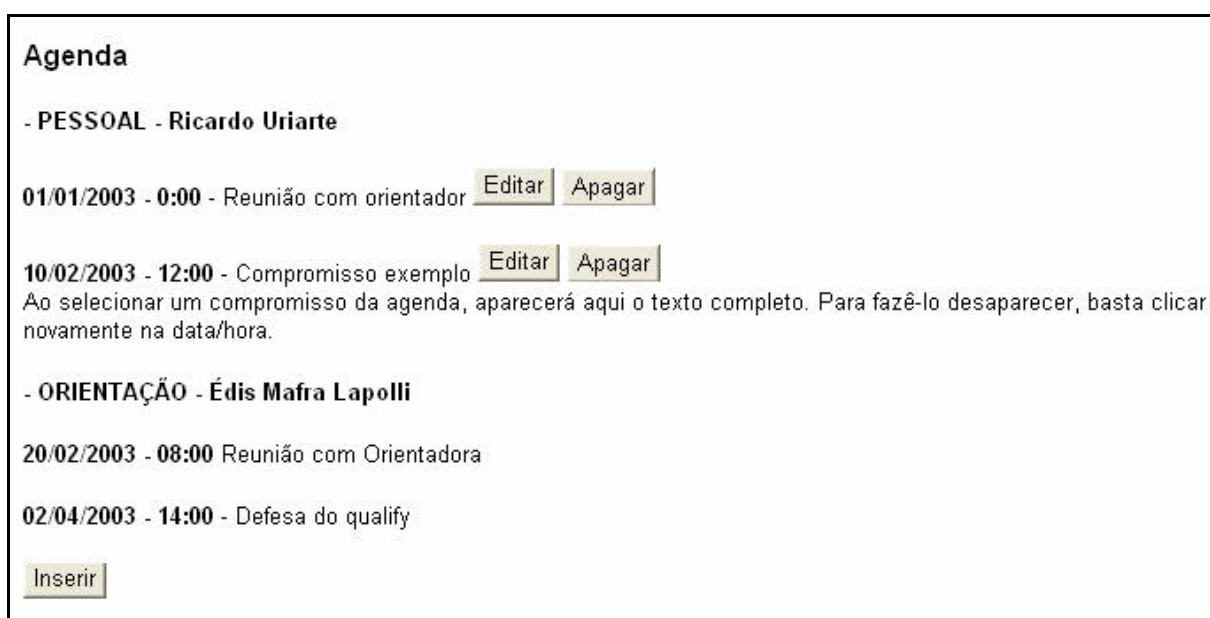 Agenda
- PESSOAL - Ricardo Uriarte
01/01/2003 - 0:00 - Reunião com orientador Editar Apagar
10/02/2003 - 12:00 - Compromisso exemplo Editar Apagar
Ao selecionar um compromisso da agenda, aparecerá aqui o texto completo. Para fazê-lo desaparecer, basta clicar
novamente na data/hora.
- ORIENTAÇÃO - Édis Mafra Lapolli
20/02/2003 - 08:00 Reunião com Orientadora
02/04/2003 - 14:00 - Defesa do qualify
Inserir